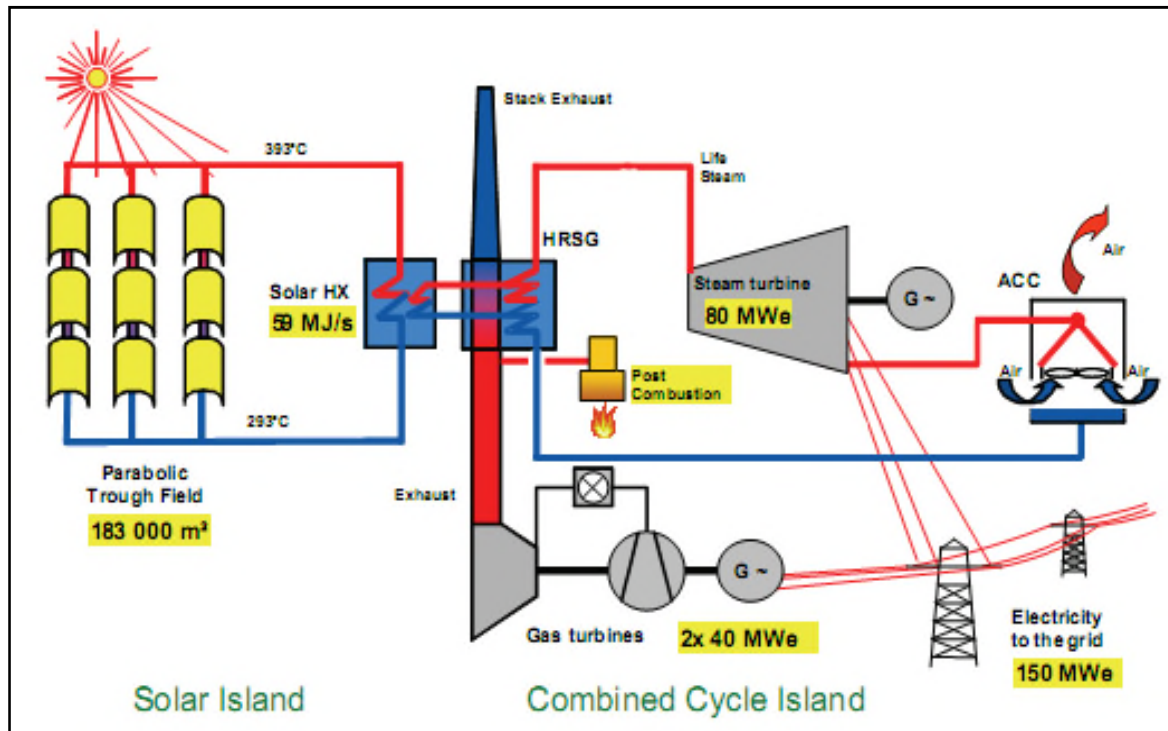 Stack Exhaust
393°C
Life
Steam
HRSG
Air
Solar HX
59 MJ/s
Steam turbine
80 MWe
G ~
ACC
Air
Air
Post
Combustion
293°C
Parabolic
Trough Field
183 000 m²
Exhaust
G ~
Gas turbines
2x 40 MWe
Electricity
to the grid
150 MWe
Solar Island
Combined Cycle Island